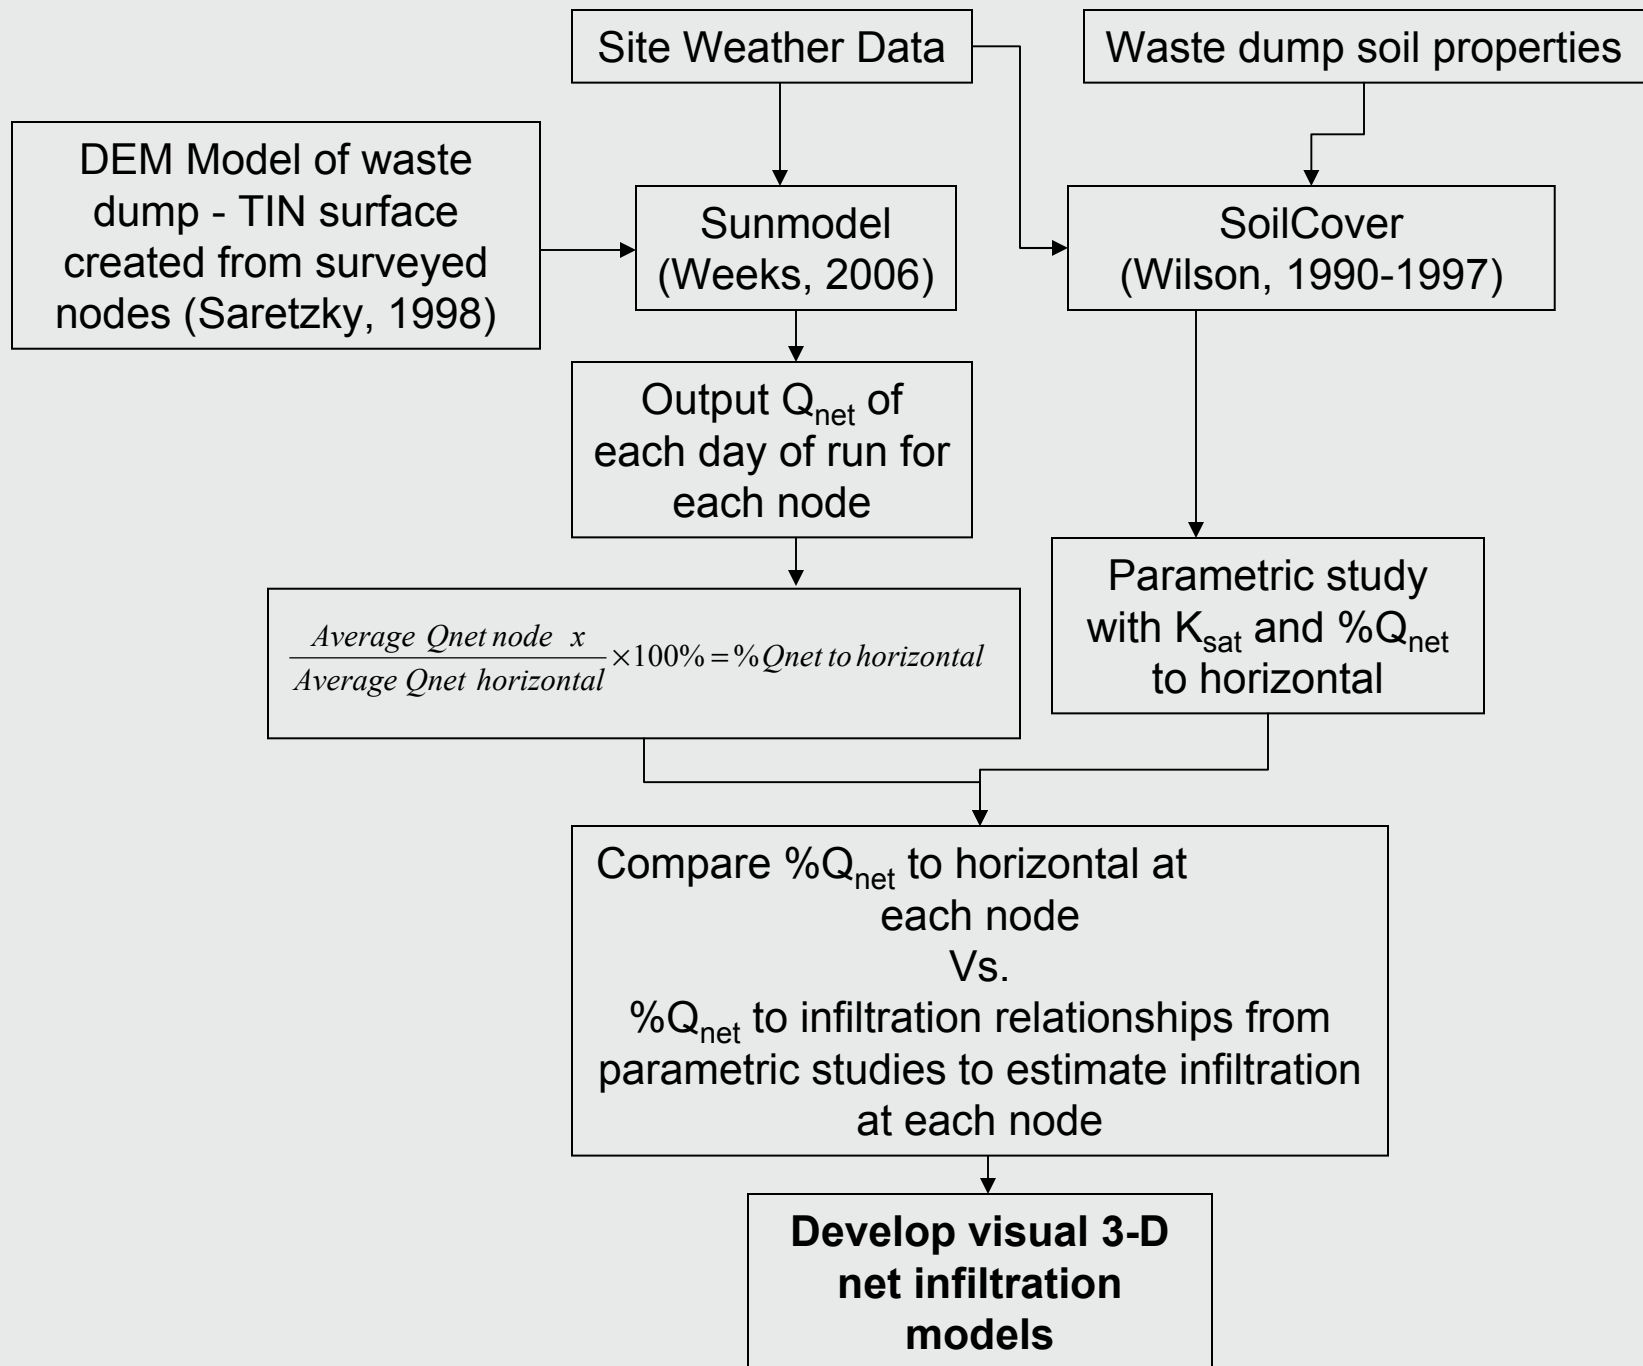 Site Weather Data
Waste dump soil properties
DEM Model of waste
dump - TIN surface
created from surveyed
nodes (Saretzky, 1998)
Sunmodel
(Weeks, 2006)
SoilCover
(Wilson, 1990-1997)
Output Qnet of
each day of run for
each node
Average Qnet node x
Average Qnet horizontal
×100% = %Qnet to horizontal
Parametric study
with Ksat and %Qnet
to horizontal
Compare %Qnet to horizontal at
each node
Vs.
%Qnet to infiltration relationships from
parametric studies to estimate infiltration
at each node
Develop visual 3-D
net infiltration
models